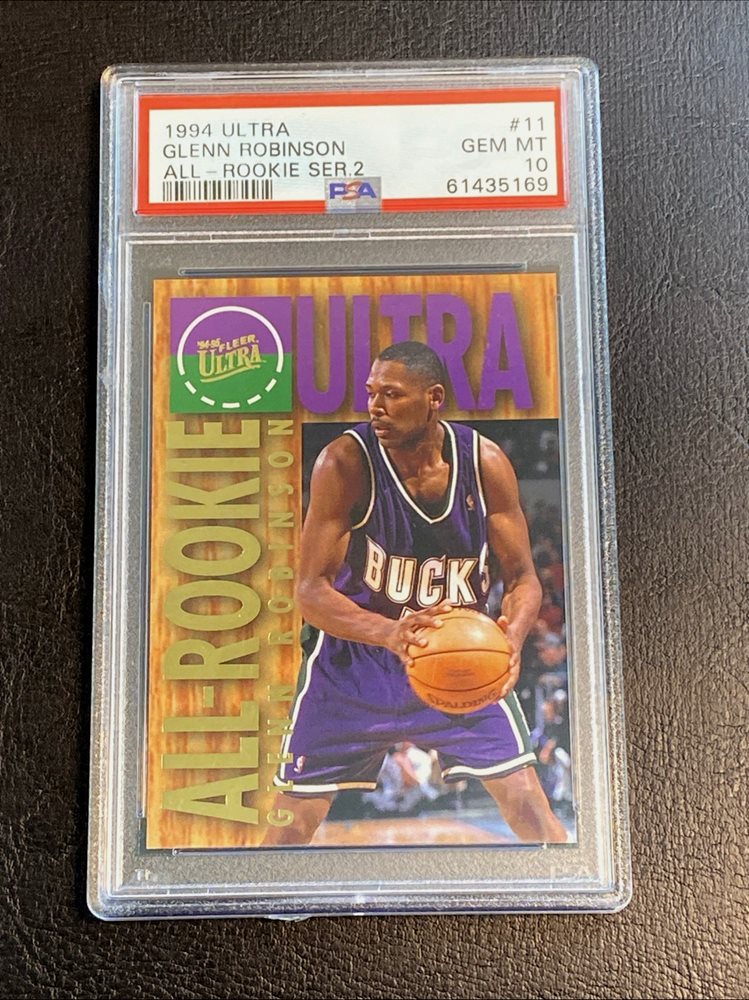 1994 ULTRA #11
GLENN ROBINSON GEM MT
ALL - ROOKIE SER.2 10
PSA 61435169
'94-95 FLEER
ULTRA
ULTRA
ALL-ROOKIE
GLENN ROBINSON
BUCKS
SPALDING